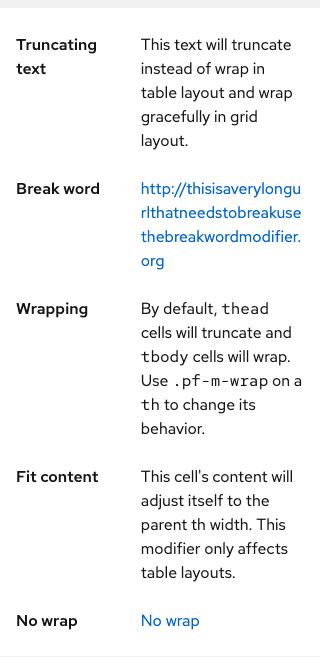 Truncating text
This text will truncate
instead of wrap in
table layout and wrap
gracefully in grid
layout.
Break word
http://thisisaverylongu
rlthatneedstobreakuse
thebreakwordmodifier.
org
Wrapping
By default, thead
cells will truncate and
tbody cells will wrap.
Use .pf-m-wrap on a
th to change its
behavior.
Fit content
This cell's content will
adjust itself to the
parent th width. This
modifier only affects
table layouts.
No wrap
No wrap